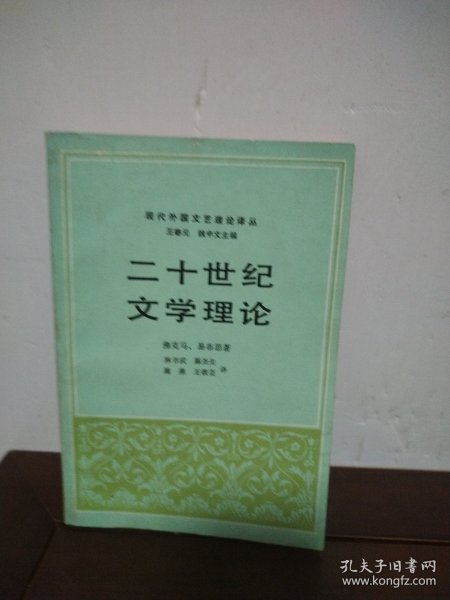 现代外国文艺理论译丛
王春元 钱中文主编
二十世纪
文学理论
佛克马、易布思著
林书武 陈圣生
施燕 王筱芸 译
孔夫子旧书网
www.kongfz.com